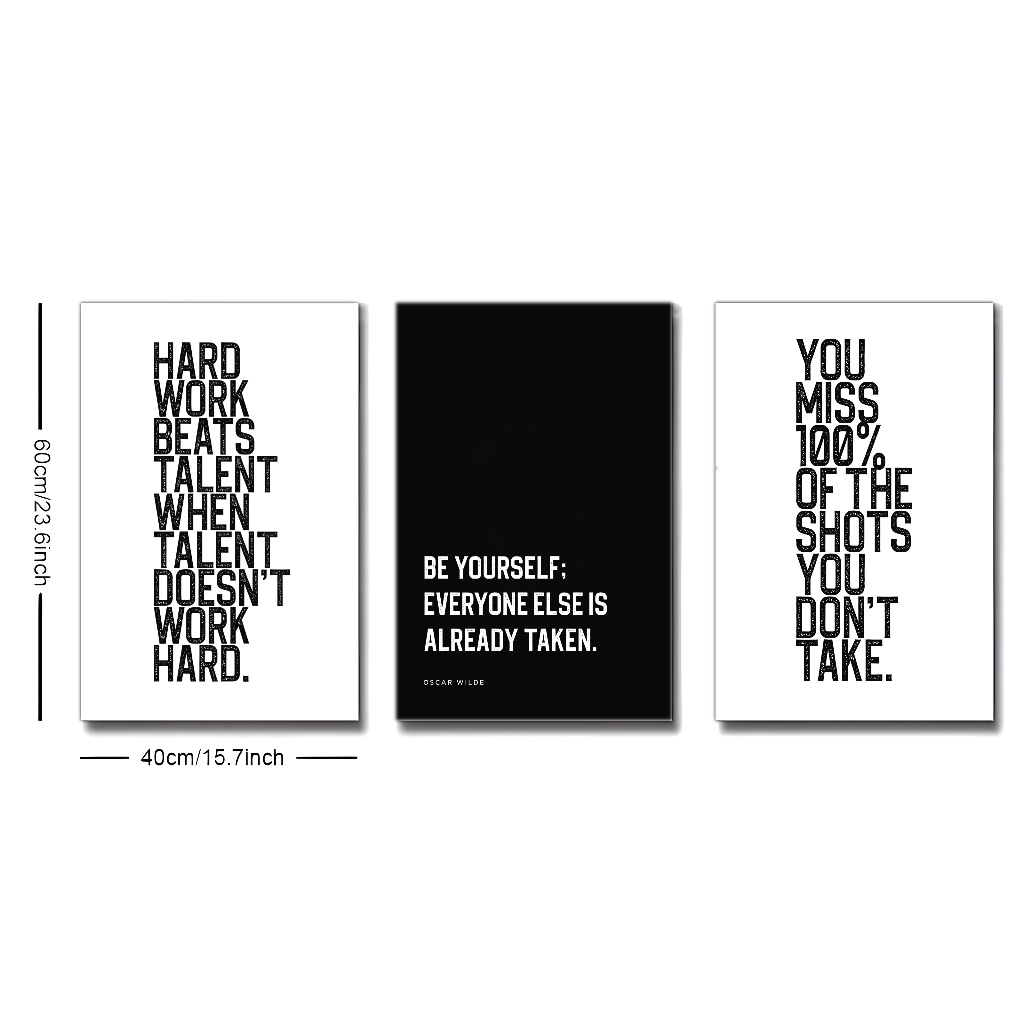 60cm/23.6inch
HARD
WORK
BEATS
TALENT
WHEN
TALENT
DOESN'T
WORK
HARD.
40cm/15.7inch
BE YOURSELF;
EVERYONE ELSE IS
ALREADY TAKEN.
OSCAR WILDE
YOU
MISS
100%
OF THE
SHOTS
YOU
DON'T
TAKE.